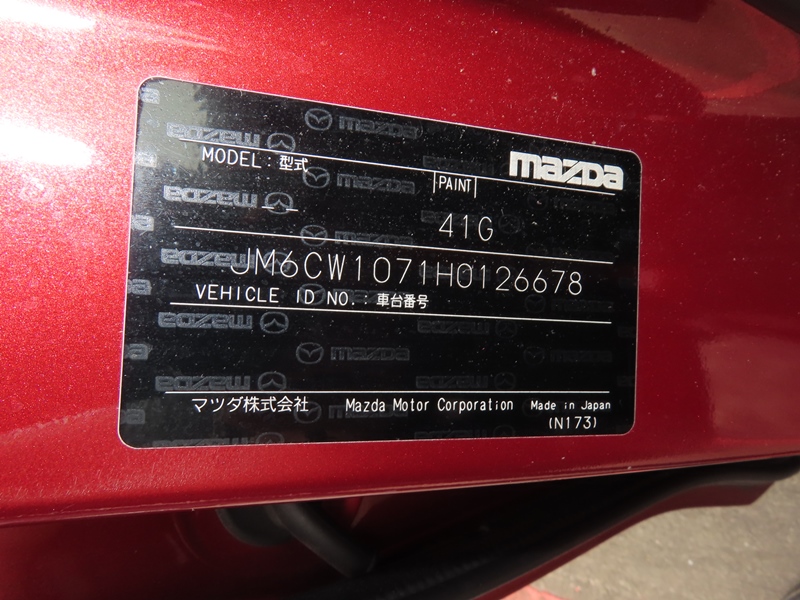 mazda
MODEL : 型式
PAINT
41G
JM6CW1071H0126678
VEHICLE ID NO. : 車台番号
マツダ株式会社 Mazda Motor Corporation Made in Japan
(N173)